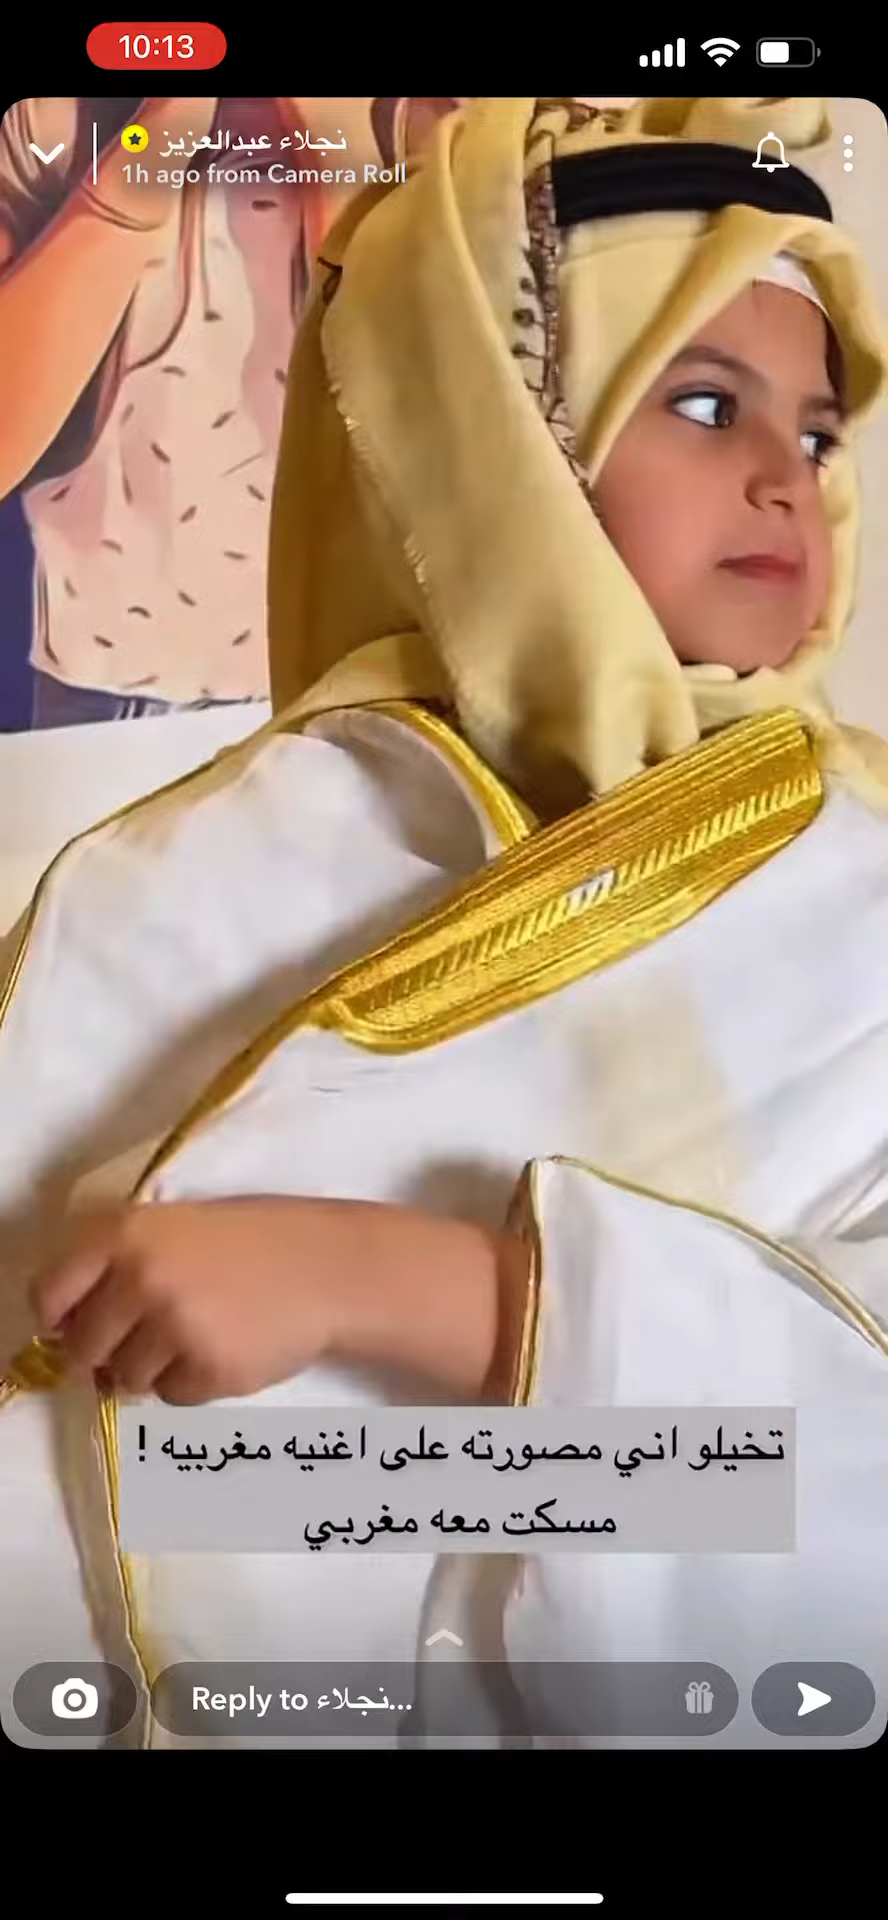 10:13
نجلاء عبدالعزيز
1h ago from Camera Roll
تخيلو اني مصورته على اغنيه مغربيه !
مسكت معه مغربي
Reply to نجلاء...